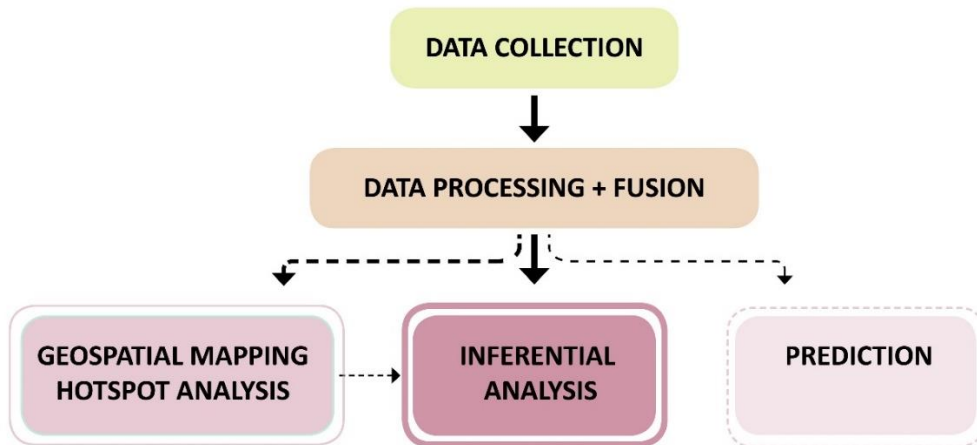 DATA COLLECTION
DATA PROCESSING + FUSION
GEOSPATIAL MAPPING
HOTSPOT ANALYSIS
INFERENTIAL
ANALYSIS
PREDICTION